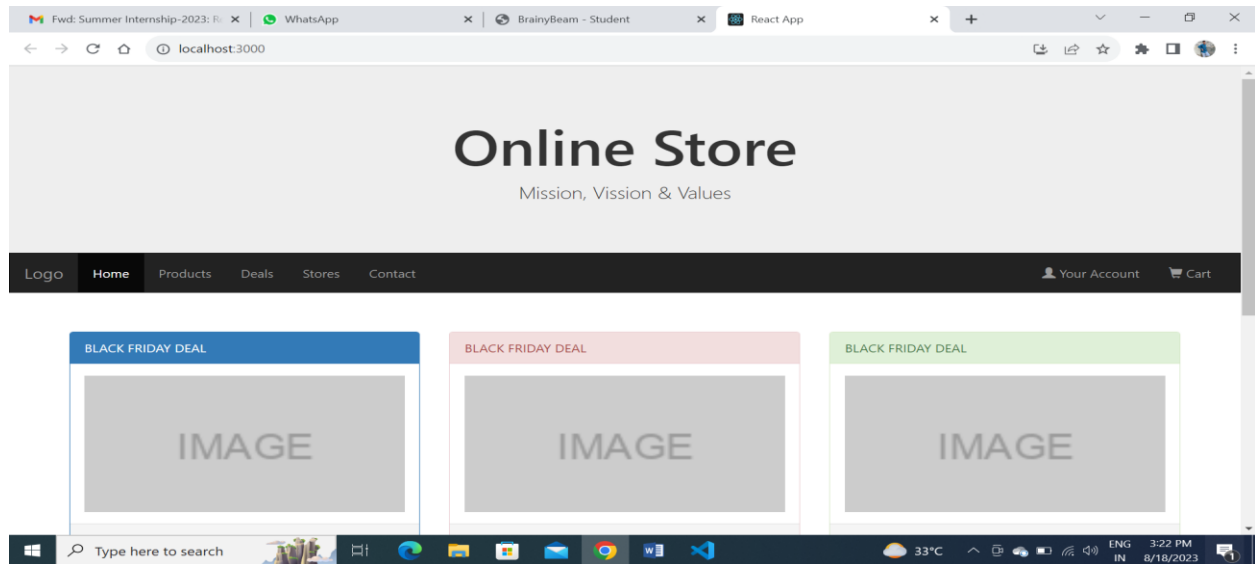 Fwd: Summer Internship-2023: R
WhatsApp
BrainyBeam - Student
React App
localhost:3000
Online Store
Mission, Vission & Values
Logo Home Products Deals Stores Contact Your Account Cart
BLACK FRIDAY DEAL BLACK FRIDAY DEAL BLACK FRIDAY DEAL
IMAGE IMAGE IMAGE
Type here to search
33°C
ENG
IN
3:22 PM
8/18/2023
1